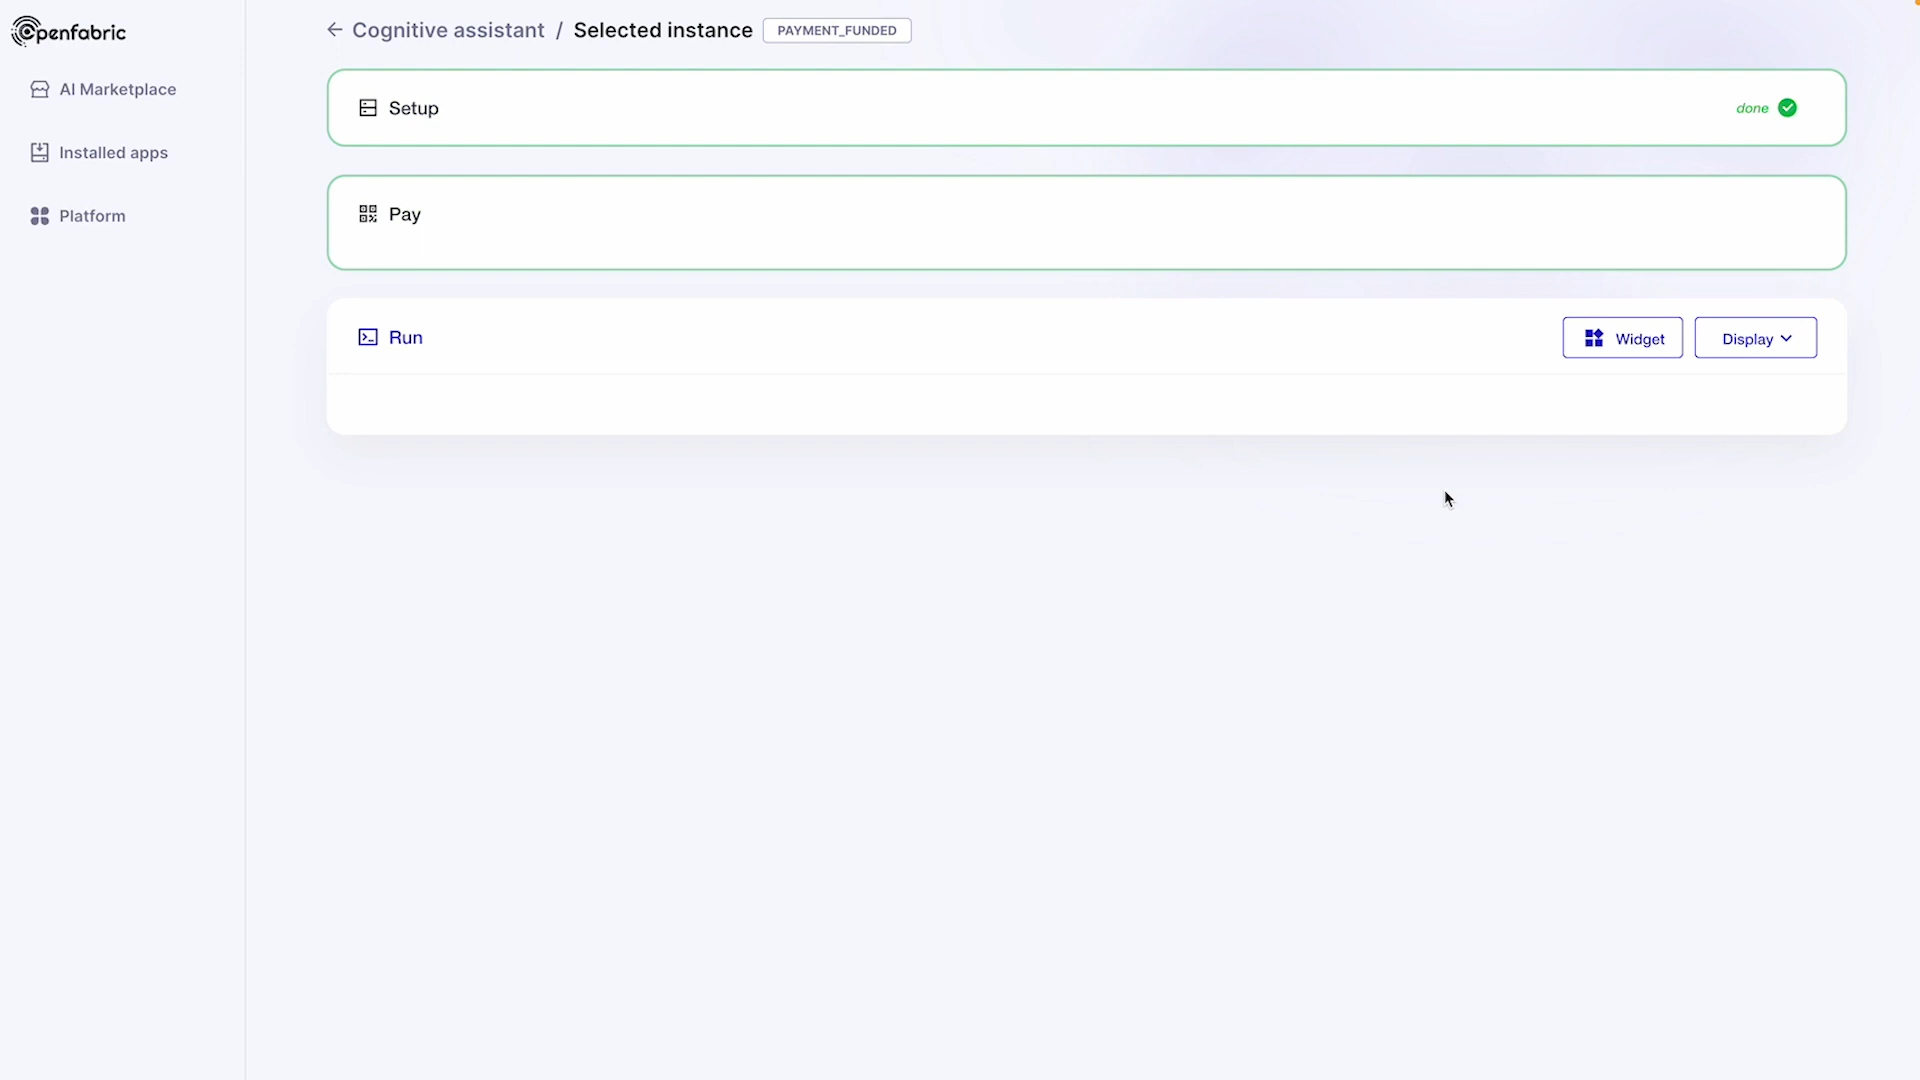 Openfabric
AI Marketplace
Installed apps
Platform
Cognitive assistant / Selected instance PAYMENT_FUNDED
Setup
done
Pay
Run
Widget
Display